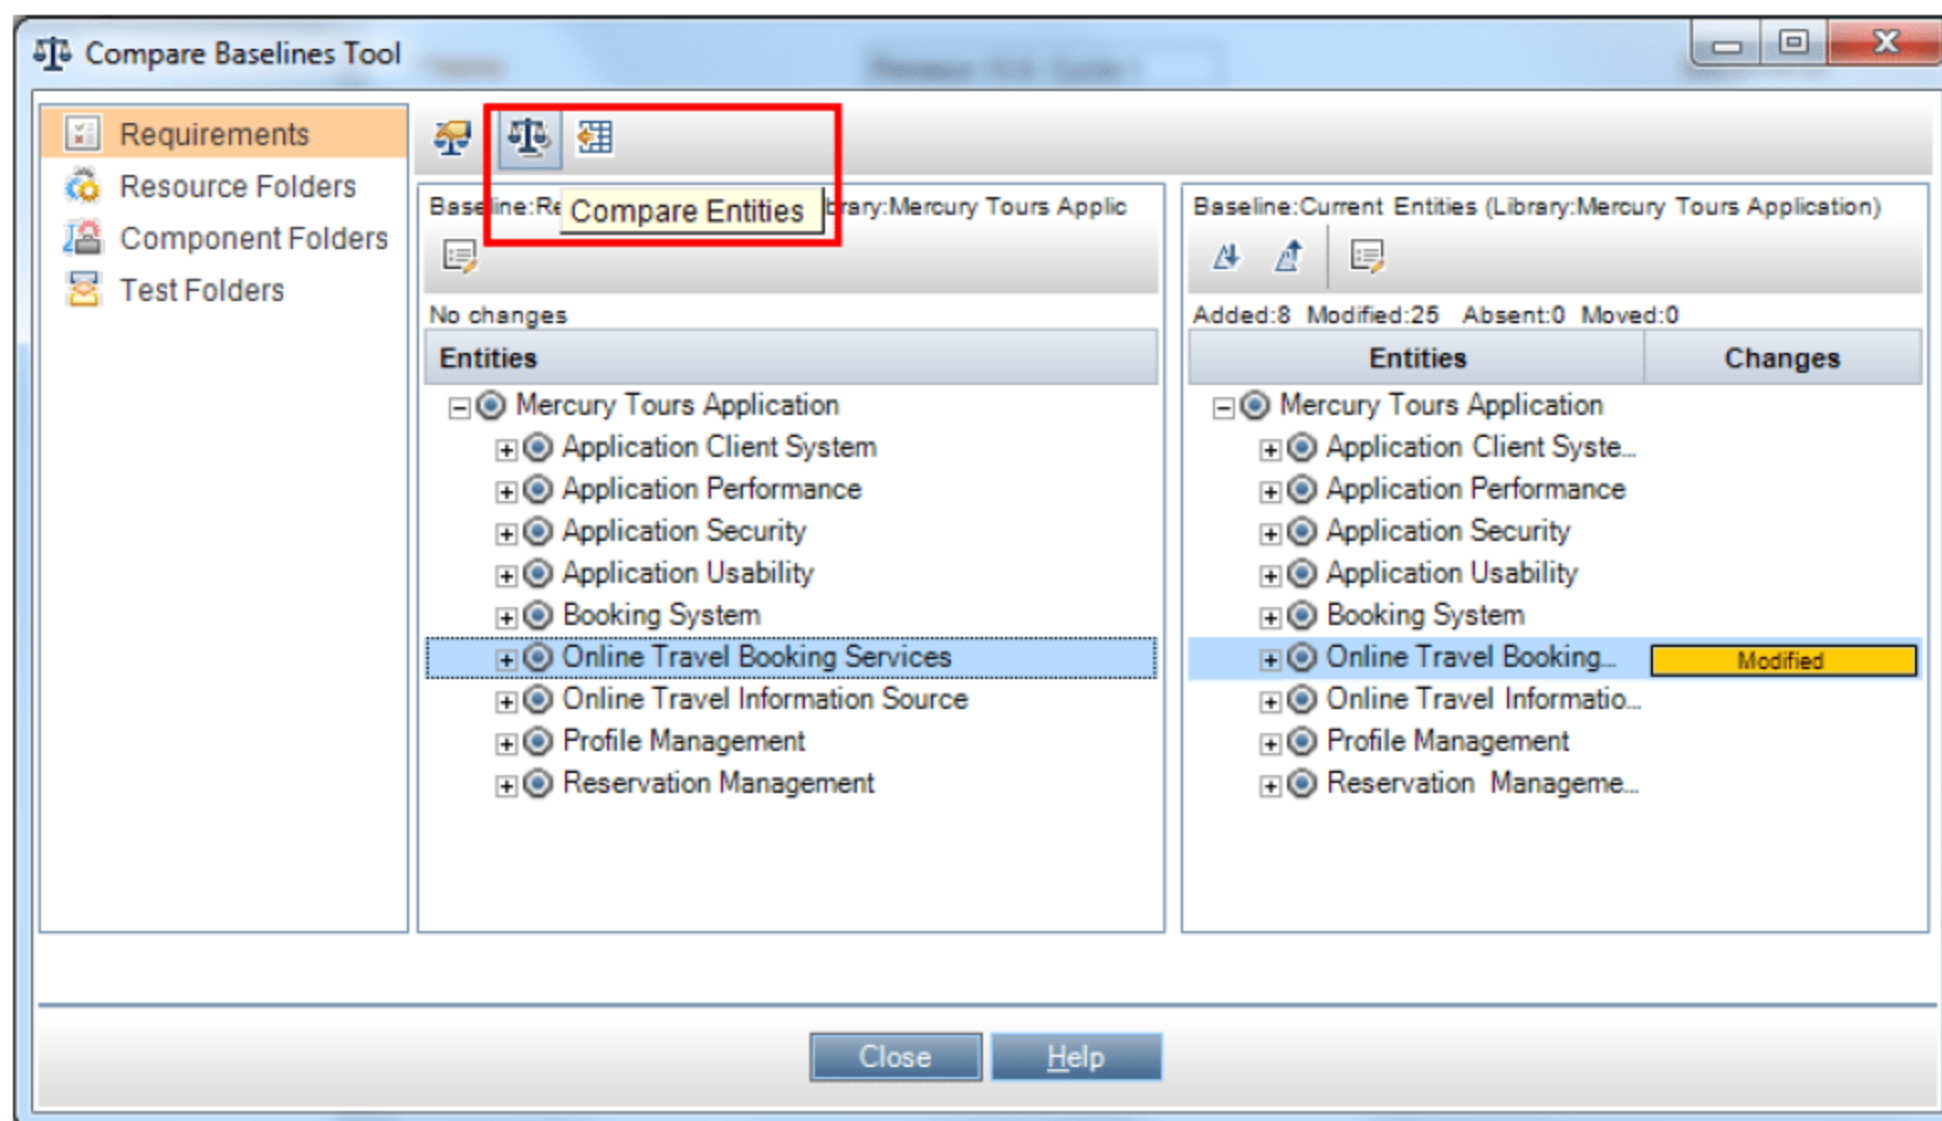 Compare Baselines Tool
Requirements
Resource Folders
Component Folders
Test Folders
Compare Entities
Baseline:Re brary:Mercury Tours Applic
No changes
Entities
Mercury Tours Application
Application Client System
Application Performance
Application Security
Application Usability
Booking System
Online Travel Booking Services
Online Travel Information Source
Profile Management
Reservation Management
Baseline:Current Entities (Library:Mercury Tours Application)
Added:8 Modified:25 Absent:0 Moved:0
Entities Changes
Mercury Tours Application
Application Client Syste...
Application Performance
Application Security
Application Usability
Booking System
Online Travel Booking... Modified
Online Travel Informatio...
Profile Management
Reservation Manageme...
Close Help